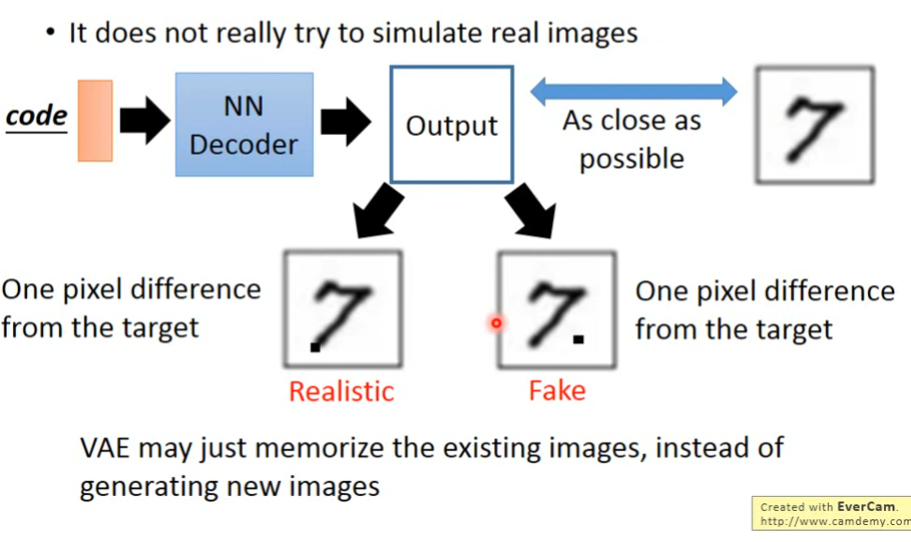 • It does not really try to simulate real images
code
NN
Decoder
Output
As close as
possible
One pixel difference
from the target
Realistic
Fake
One pixel difference
from the target
VAE may just memorize the existing images, instead of
generating new images
Created with EverCam.
http://www.camdemy.com